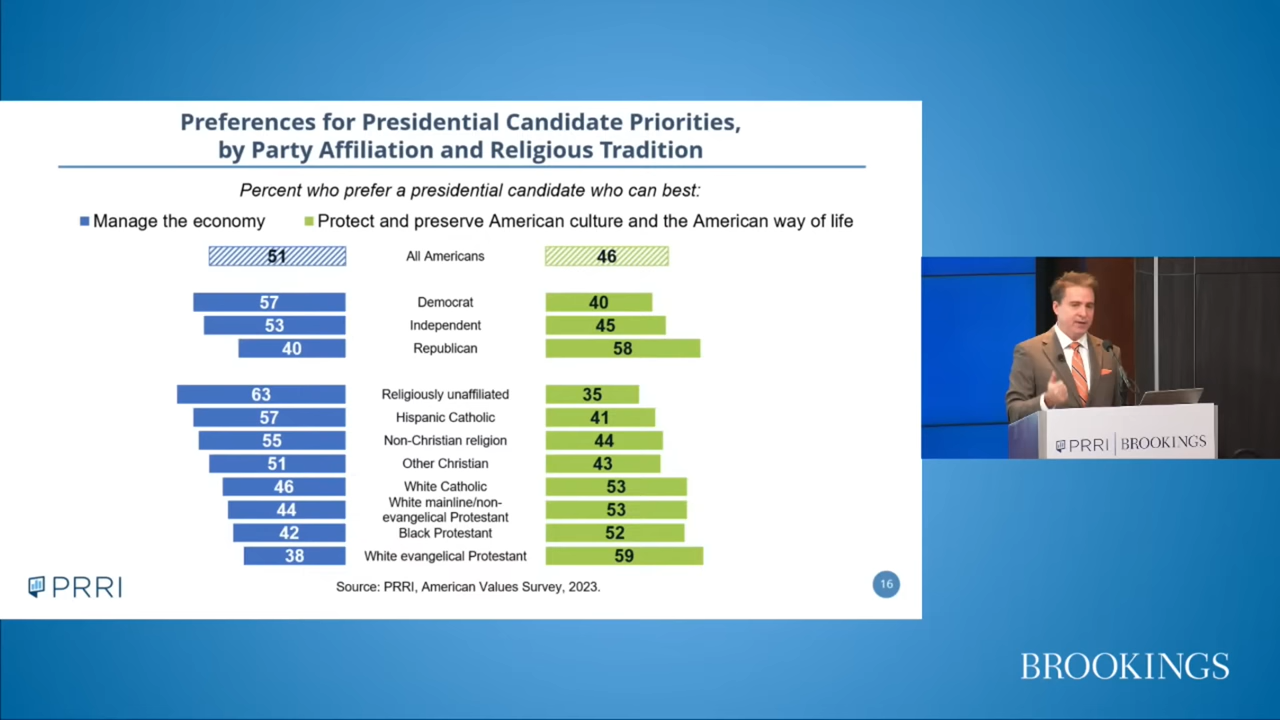 Preferences for Presidential Candidate Priorities,
by Party Affiliation and Religious Tradition
Percent who prefer a presidential candidate who can best:
Manage the economy Protect and preserve American culture and the American way of life
51 All Americans 46
57 Democrat 40
53 Independent 45
40 Republican 58
63 Religiously unaffiliated 35
57 Hispanic Catholic 41
55 Non-Christian religion 44
51 Other Christian 43
46 White Catholic 53
44 White mainline/non-
evangelical Protestant 53
42 Black Protestant 52
38 White evangelical Protestant 59
PRRI
Source: PRRI, American Values Survey, 2023.
16
PRRI | BROOKINGS
BROOKINGS